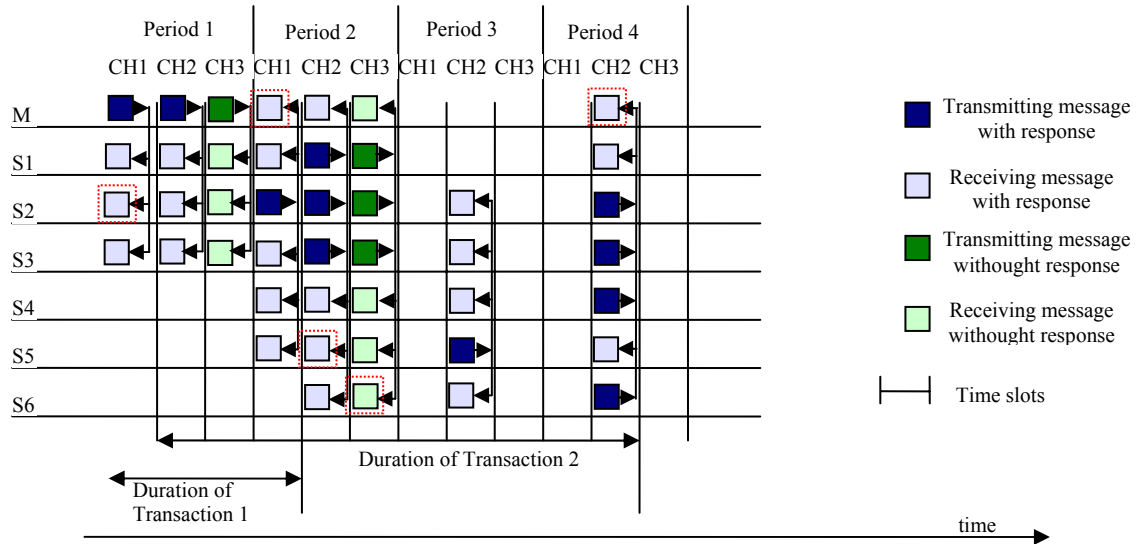 Period 1 Period 2 Period 3 Period 4
CH1 CH2 CH3 CH1 CH2 CH3 CH1 CH2 CH3 CH1 CH2 CH3
M
S1
S2
S3
S4
S5
S6
Transmitting message
with response
Receiving message
with response
Transmitting message
withought response
Receiving message
withought response
Time slots
Duration of Transaction 2
Duration of
Transaction 1
time